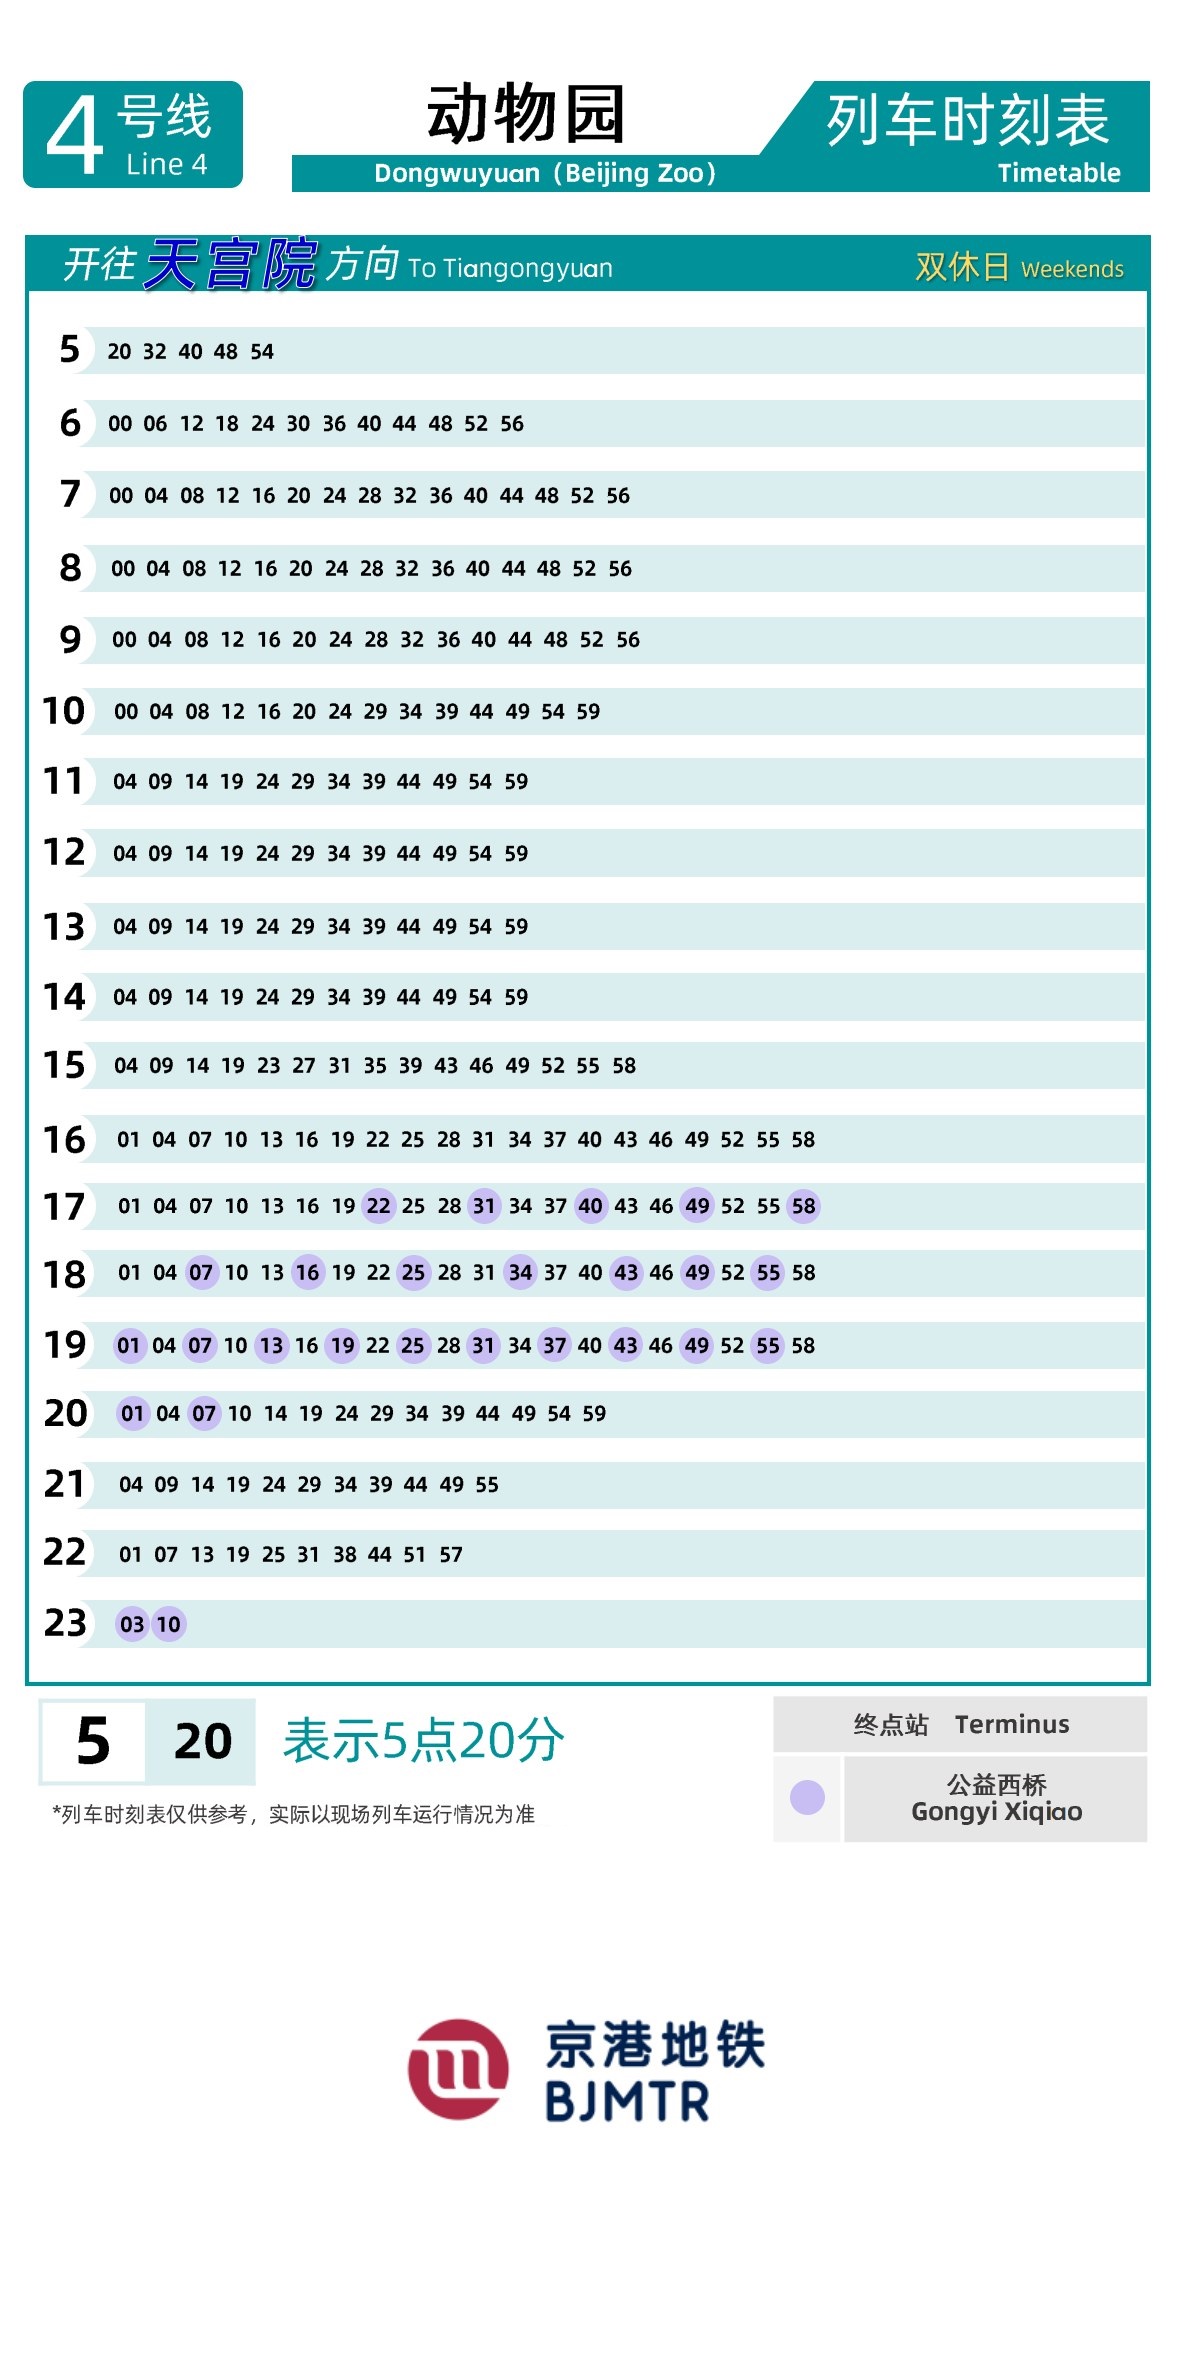 4 号线
Line 4
动物园
Dongwuyuan（Beijing Zoo）
列车时刻表
Timetable
开往 天宫院 方向 To Tiangongyuan
双休日 Weekends
5 20 32 40 48 54
6 00 06 12 18 24 30 36 40 44 48 52 56
7 00 04 08 12 16 20 24 28 32 36 40 44 48 52 56
8 00 04 08 12 16 20 24 28 32 36 40 44 48 52 56
9 00 04 08 12 16 20 24 28 32 36 40 44 48 52 56
10 00 04 08 12 16 20 24 29 34 39 44 49 54 59
11 04 09 14 19 24 29 34 39 44 49 54 59
12 04 09 14 19 24 29 34 39 44 49 54 59
13 04 09 14 19 24 29 34 39 44 49 54 59
14 04 09 14 19 24 29 34 39 44 49 54 59
15 04 09 14 19 23 27 31 35 39 43 46 49 52 55 58
16 01 04 07 10 13 16 19 22 25 28 31 34 37 40 43 46 49 52 55 58
17 01 04 07 10 13 16 19 22 25 28 31 34 37 40 43 46 49 52 55 58
18 01 04 07 10 13 16 19 22 25 28 31 34 37 40 43 46 49 52 55 58
19 01 04 07 10 13 16 19 22 25 28 31 34 37 40 43 46 49 52 55 58
20 01 04 07 10 14 19 24 29 34 39 44 49 54 59
21 04 09 14 19 24 29 34 39 44 49 55
22 01 07 13 19 25 31 38 44 51 57
23 03 10
5 20 表示5点20分
*列车时刻表仅供参考，实际以现场列车运行情况为准
终点站 Terminus
公益西桥
Gongyi Xiqiao
京港地铁
BJMTR